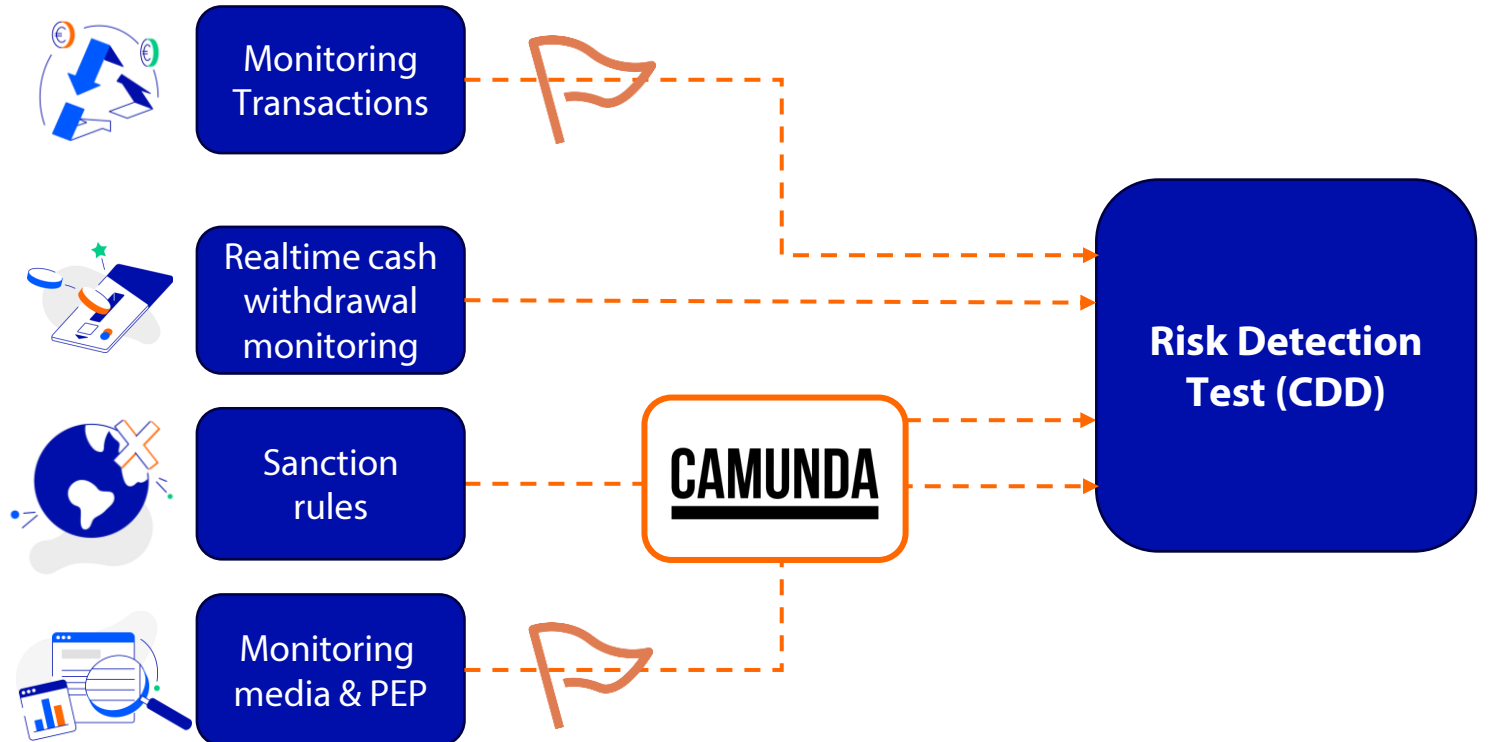 Monitoring
Transactions
Realtime cash
withdrawal
monitoring
Sanction
rules
Monitoring
media & PEP
CAMUNDA
Risk Detection
Test (CDD)